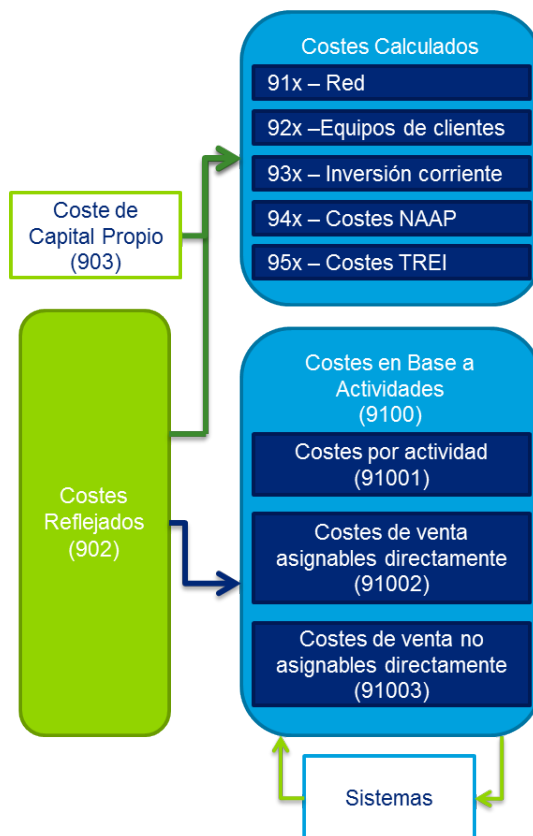 Costes Calculados
91x – Red
92x –Equipos de clientes
93x – Inversión corriente
94x – Costes NAAP
95x – Costes TREI
Coste de
Capital Propio
(903)
Costes
Reflejados
(902)
Costes en Base a
Actividades
(9100)
Costes por actividad
(91001)
Costes de venta
asignables directamente
(91002)
Costes de venta no
asignables directamente
(91003)
Sistemas